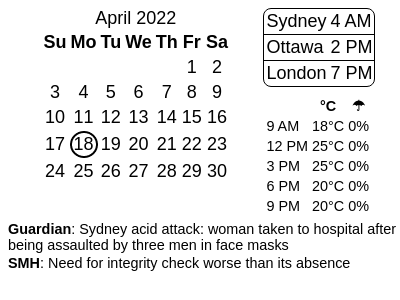 April 2022
Su Mo Tu We Th Fr Sa
1 2
3 4 5 6 7 8 9
10 11 12 13 14 15 16
17 18 19 20 21 22 23
24 25 26 27 28 29 30
Sydney 4 AM
Ottawa 2 PM
London 7 PM
°C ☂
9 AM 18°C 0%
12 PM 25°C 0%
3 PM 25°C 0%
6 PM 20°C 0%
9 PM 20°C 0%
Guardian: Sydney acid attack: woman taken to hospital after
being assaulted by three men in face masks
SMH: Need for integrity check worse than its absence